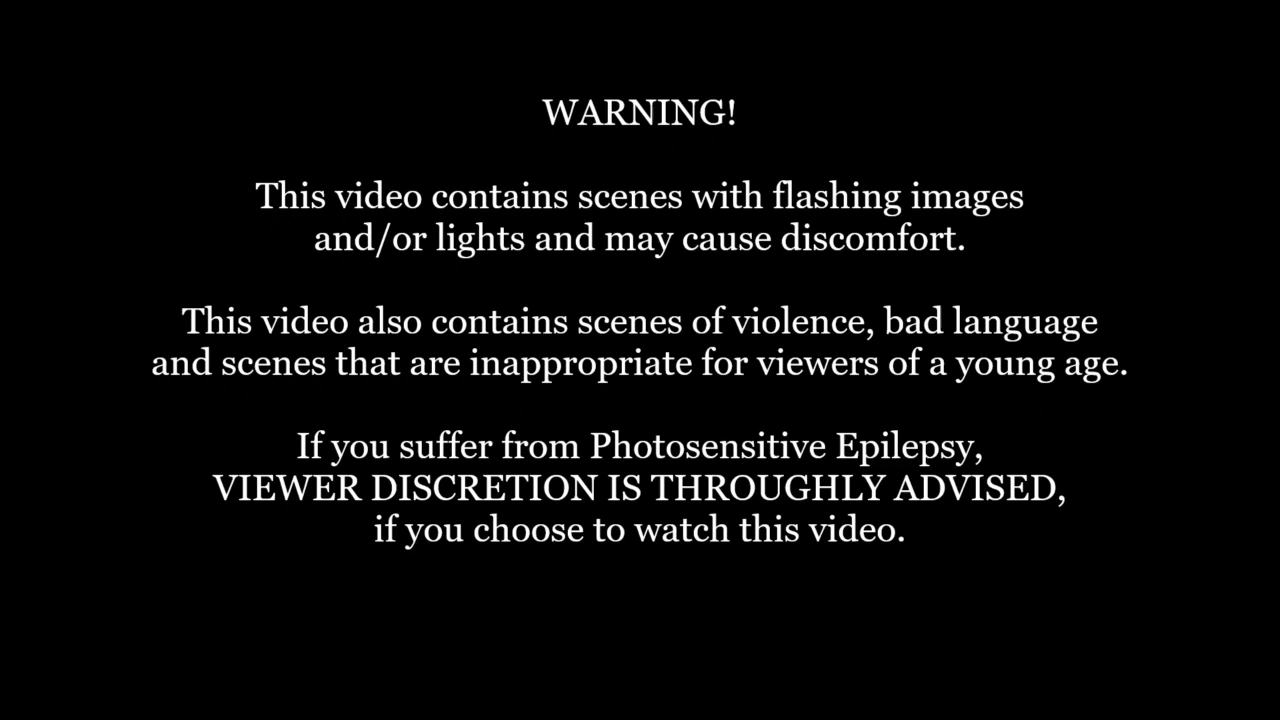 WARNING!
This video contains scenes with flashing images
and/or lights and may cause discomfort.
This video also contains scenes of violence, bad language
and scenes that are inappropriate for viewers of a young age.
If you suffer from Photosensitive Epilepsy,
VIEWER DISCRETION IS THROUGHLY ADVISED,
if you choose to watch this video.